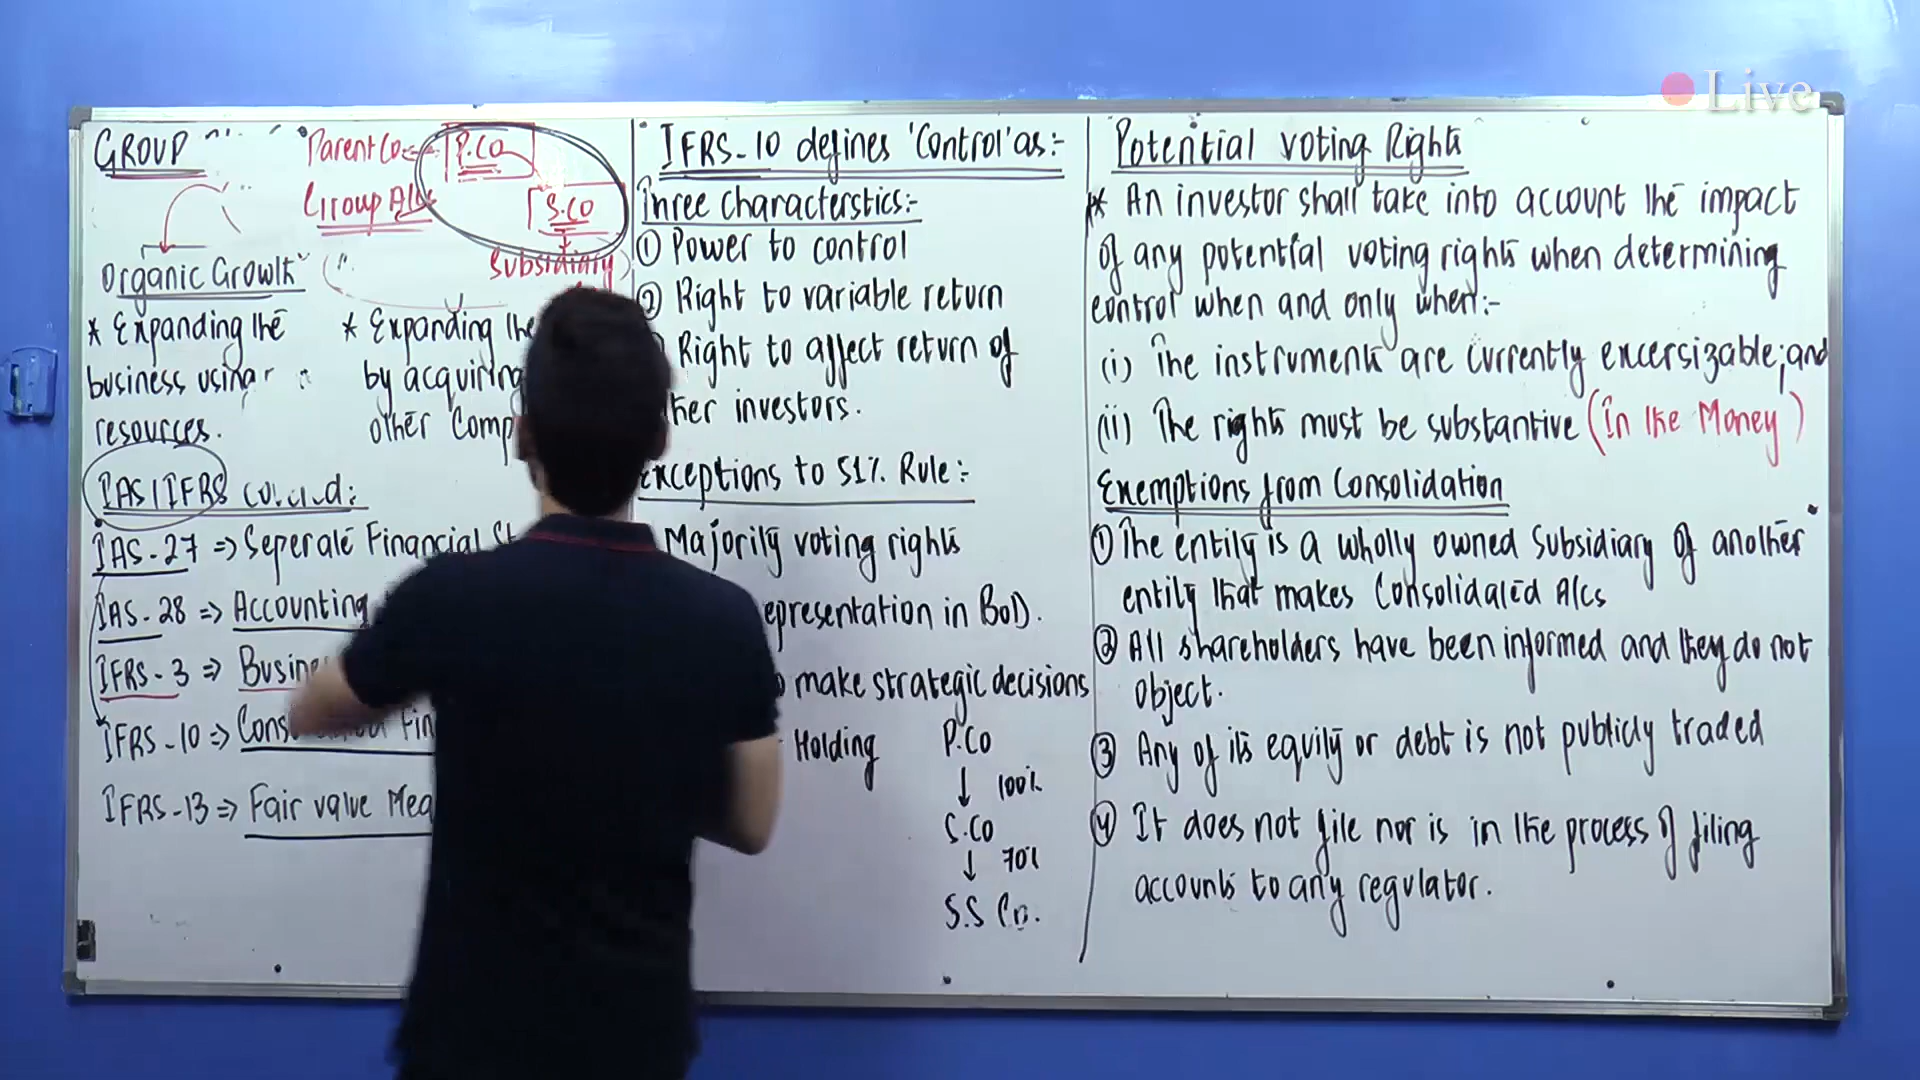 Live
GROUP
Parent Co
P.CO
Group A/cs
S.CO
Subsidiary
Organic Growth
* Expanding the
business using
resources.
* Expanding the
by acquiring
other Comp
IAS/IFRS
IAS-27 => Seperate Financial St
IAS-28 => Accounting
IFRS-3 => Busine
IFRS-10 => Cons Fin
IFRS-13 => Fair value Mea
IFRS-10 defines 'Control' as:-
Three Characterstics:-
① Power to control
② Right to variable return
Right to affect return of
her investors.
Exceptions to 51% Rule:-
Majority voting rights
epresentation in BoD.
make strategic decisions
Holding
P.CO
↓ 100%
S.CO
↓ 70%
S.S Co.
Potential Voting Rights
* An investor shall take into account the impact
of any potential voting rights when determining
control when and only when:-
(i) The instruments are currently excersizable; and
(ii) The rights must be substantive (In the Money)
Exemptions from Consolidation
① The entity is a wholly owned Subsidiary of another
entity that makes Consolidated A/Cs
② All shareholders have been informed and they do not
object.
③ Any of its equity or debt is not publicly traded
④ It does not file nor is in the process of filing
accounts to any regulator.